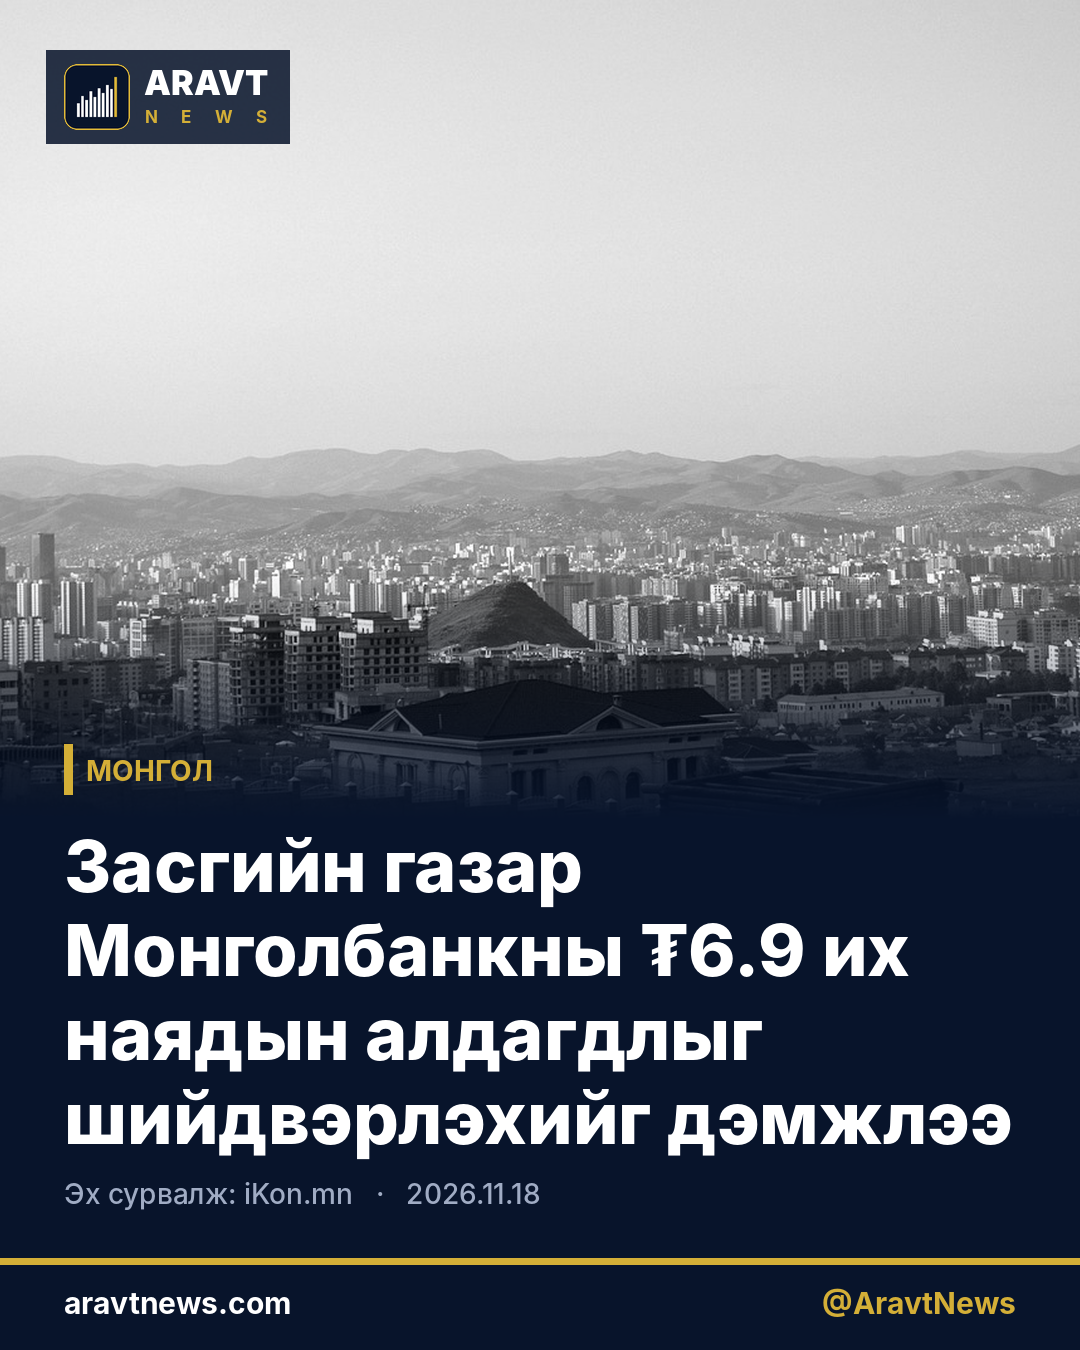 ARAVT
NEWS
МОНГОЛ
Засгийн газар
Монголбанкны ₮6.9 их
наядын алдагдлыг
шийдвэрлэхийг дэмжлээ
Эх сурвалж: iKon.mn · 2026.11.18
aravtnews.com
@AravtNews